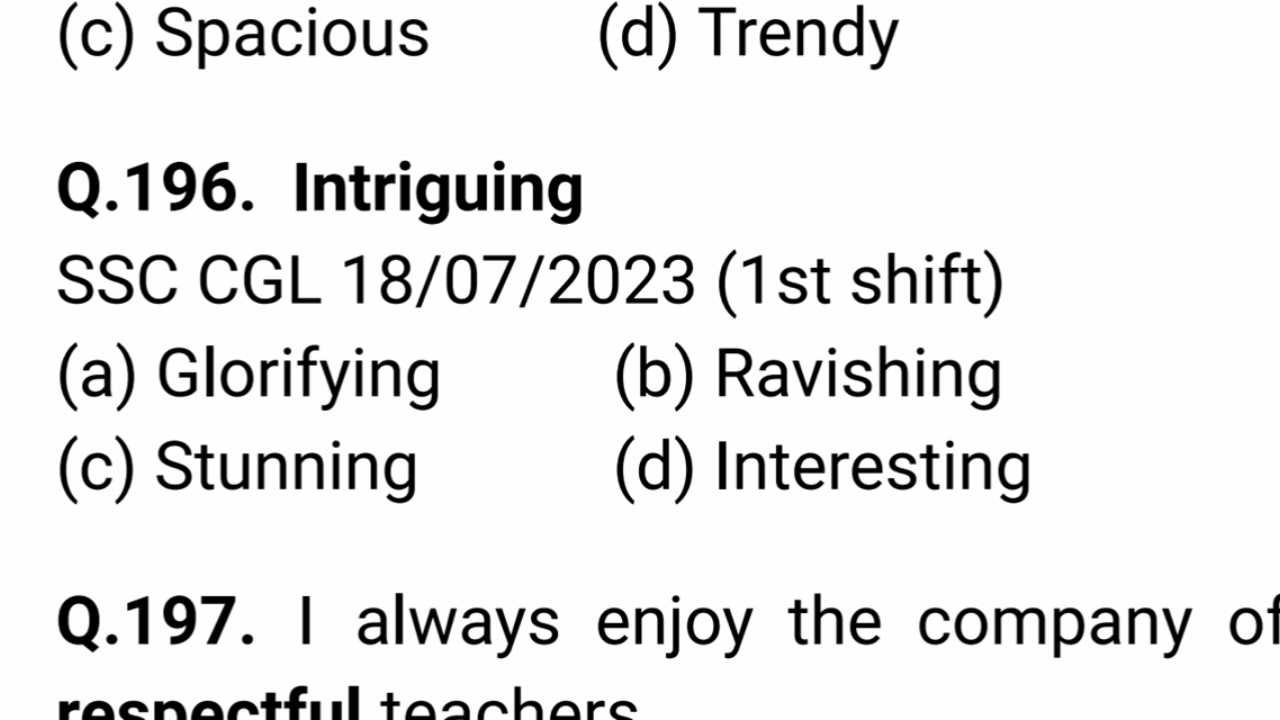 (c) Spacious (d) Trendy
Q.196. Intriguing
SSC CGL 18/07/2023 (1st shift)
(a) Glorifying (b) Ravishing
(c) Stunning (d) Interesting
Q.197. I always enjoy the company of
respectful teachers